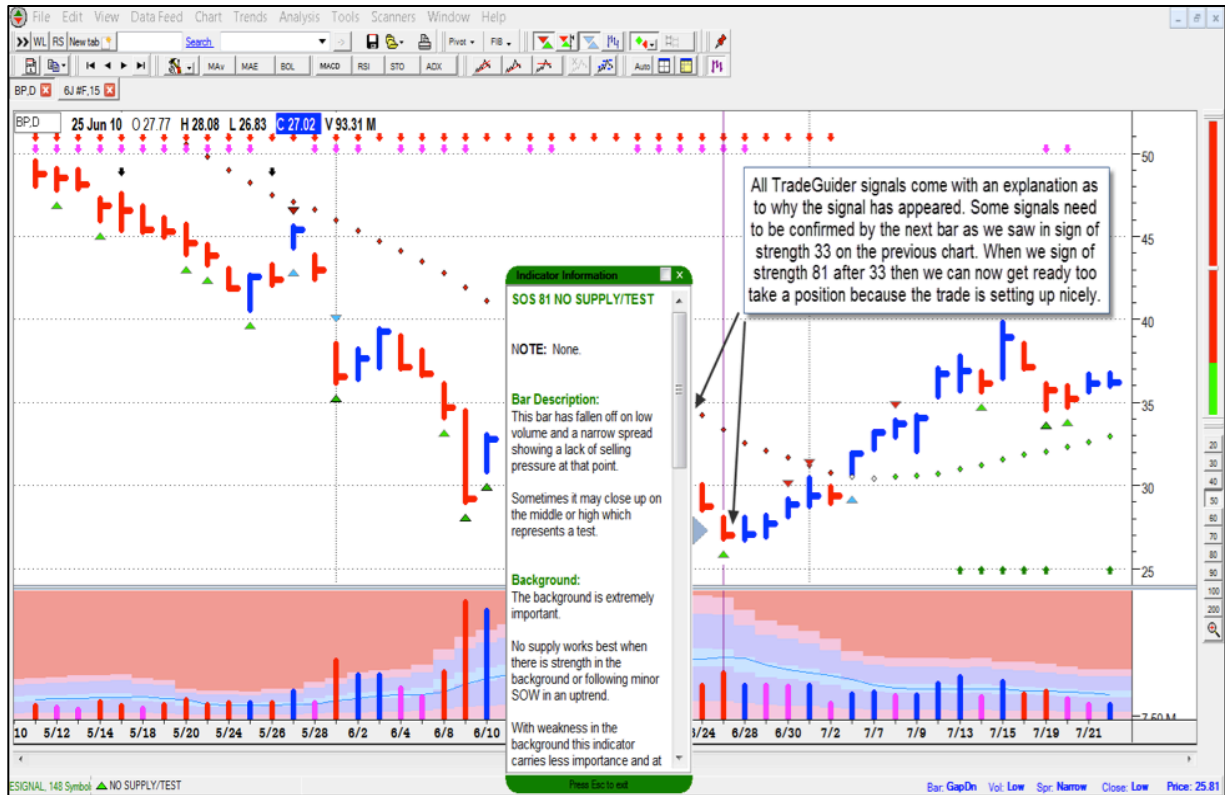 File Edit View Data Feed Chart Trends Analysis Tools Scanners Window Help
WL RS New tab Search Pivot FIB
MAv MAE BOL MACD RSI STO ADX Auto
BP,D 6J #F,15
BP,D 25 Jun 10 O 27.77 H 28.08 L 26.83 C 27.02 V 93.31 M
All TradeGuider signals come with an explanation as
to why the signal has appeared. Some signals need
to be confirmed by the next bar as we saw in sign of
strength 33 on the previous chart. When we sign of
strength 81 after 33 then we can now get ready too
take a position because the trade is setting up nicely.
Indicator Information x
SOS 81 NO SUPPLY/TEST
NOTE: None.
Bar Description:
This bar has fallen off on low
volume and a narrow spread
showing a lack of selling
pressure at that point.
Sometimes it may close up on
the middle or high which
represents a test.
Background:
The background is extremely
important.
No supply works best when
there is strength in the
background or following minor
SOW in an uptrend.
With weakness in the
background this indicator
carries less importance and at
Press Esc to exit
50
45
40
35
30
25
7.50 M
20
30
40
50
60
70
80
90
100
200
10 5/12 5/14 5/18 5/20 5/24 5/26 5/28 6/2 6/4 6/8 6/10 6/24 6/28 6/30 7/2 7/7 7/9 7/13 7/15 7/19 7/21
ESIGNAL, 148 Symbol NO SUPPLY/TEST
Bar: GapDn Vol: Low Spr: Narrow Close: Low Price: 25.81